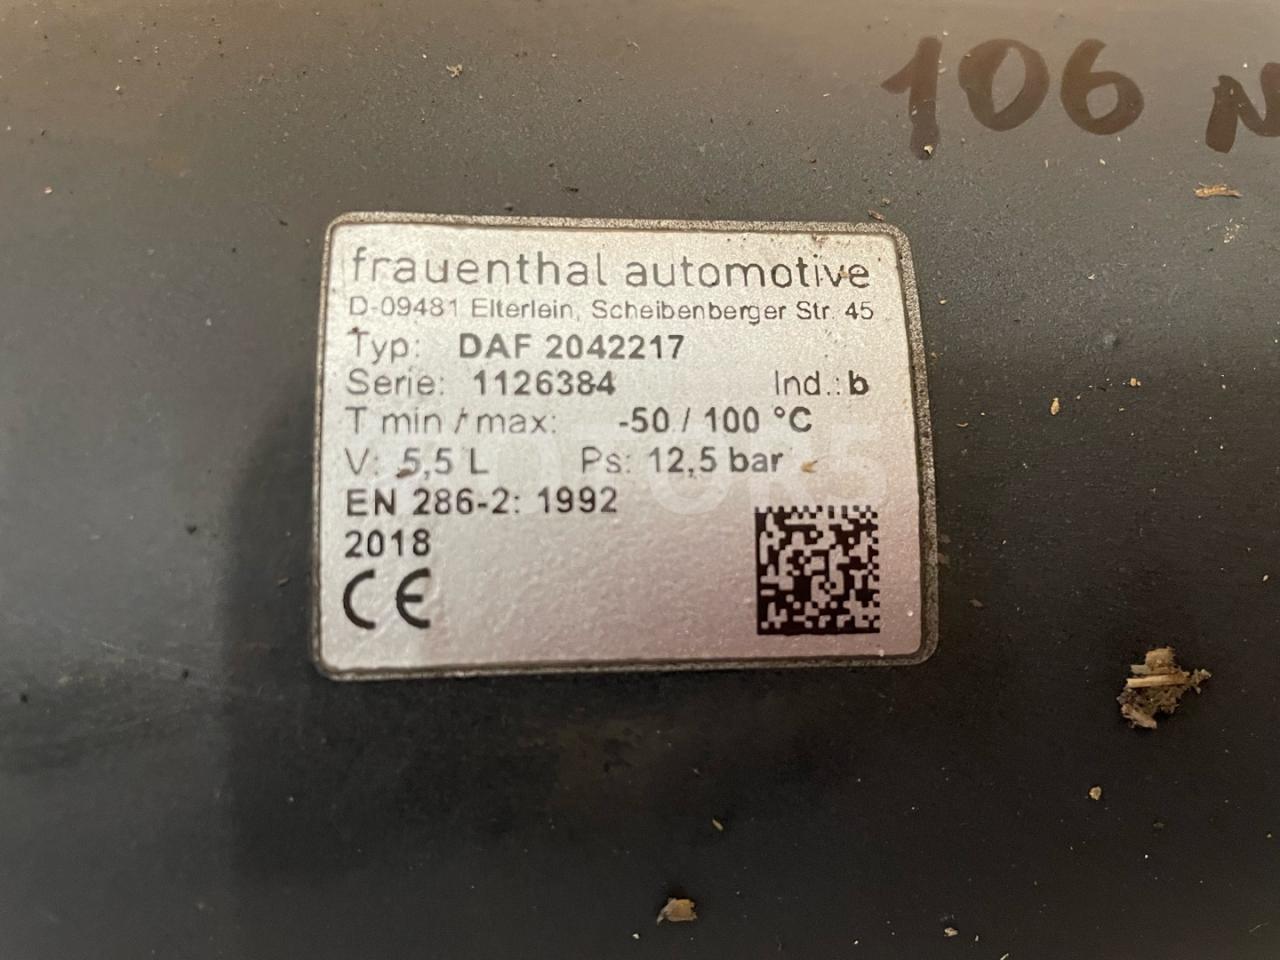 106 N
frauenthal automotive
D-09481 Elterlein, Scheibenberger Str. 45
Typ: DAF 2042217
Serie: 1126384 Ind.: b
T min / max: -50 / 100 °C
V: 5,5 L Ps: 12,5 bar
EN 286-2: 1992
2018
CE